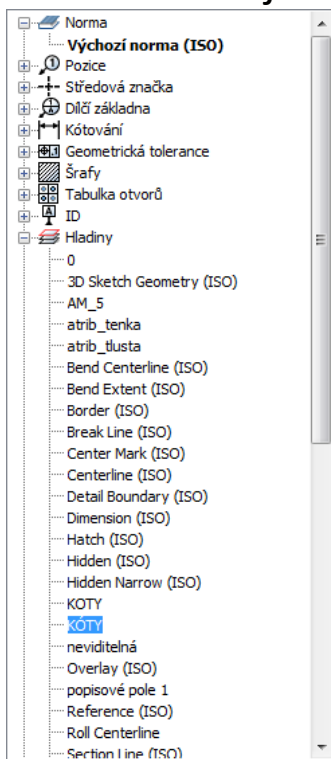 Norma
Výchozí norma (ISO)
Pozice
Středová značka
Dílčí základna
Kótování
Geometrická tolerance
Šrafy
Tabulka otvorů
ID
Hladiny
0
3D Sketch Geometry (ISO)
AM_5
atrib_tenka
atrib_tlusta
Bend Centerline (ISO)
Bend Extent (ISO)
Border (ISO)
Break Line (ISO)
Center Mark (ISO)
Centerline (ISO)
Detail Boundary (ISO)
Dimension (ISO)
Hatch (ISO)
Hidden (ISO)
Hidden Narrow (ISO)
KOTY
KÓTY
neviditelná
Overlay (ISO)
popisové pole 1
Reference (ISO)
Roll Centerline
Section Line (ISO)